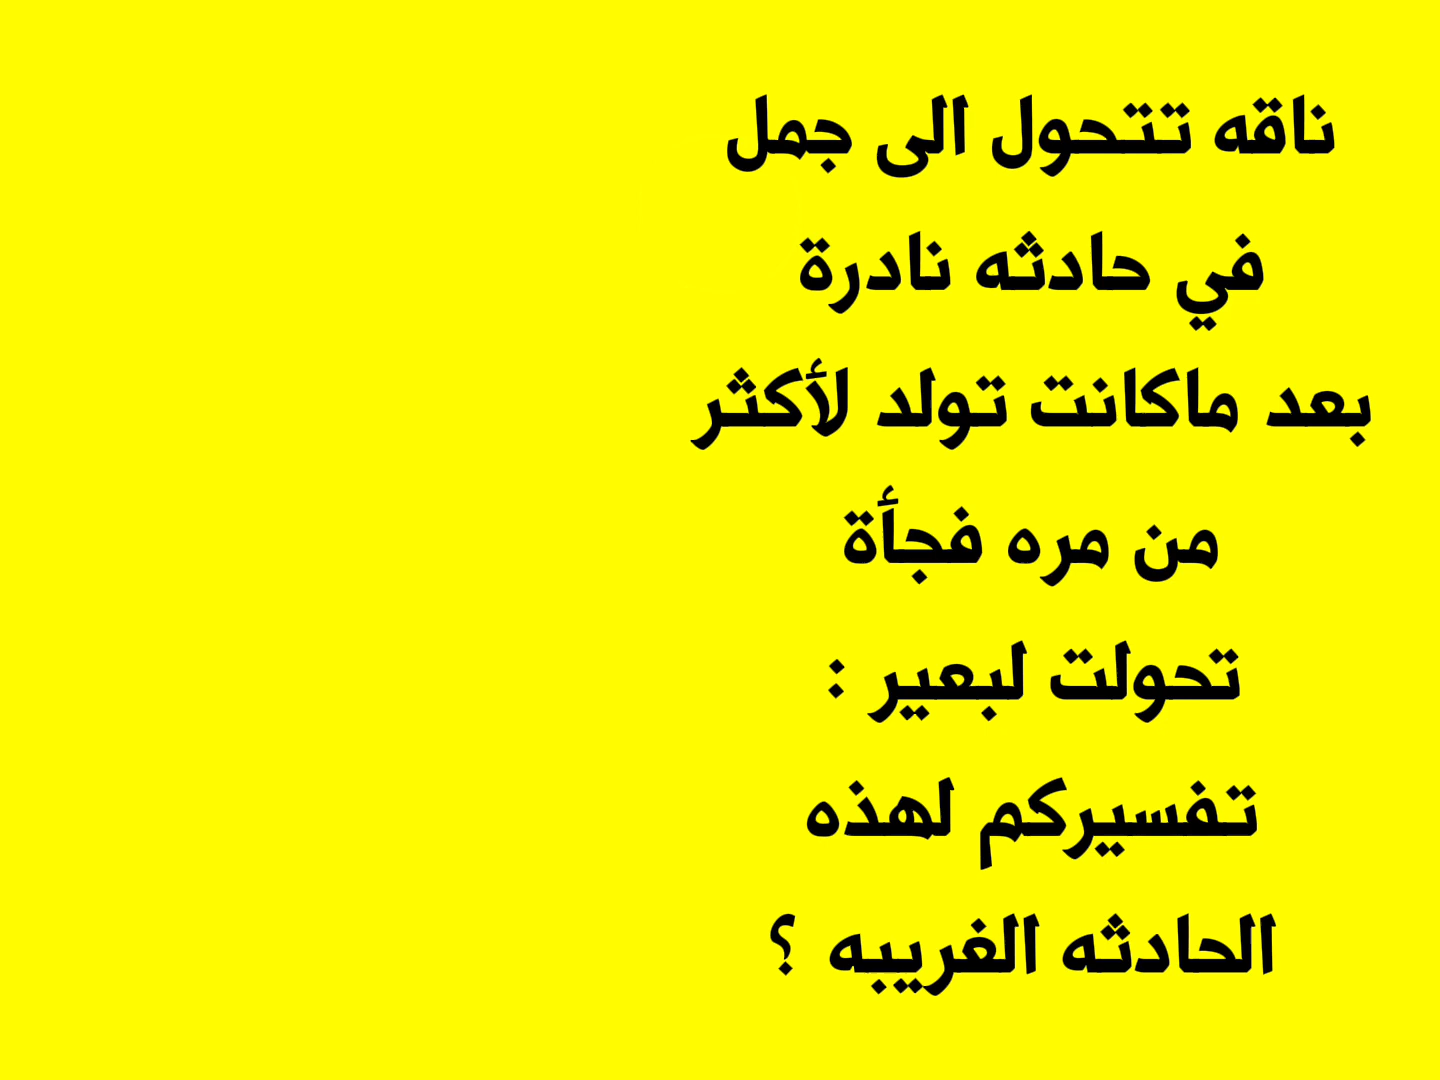 ناقه تتحول الى جمل
في حادثه نادرة
بعد ماكانت تولد لأكثر
من مره فجأة
تحولت لبعير :
تفسيركم لهذه
الحادثه الغريبه ؟